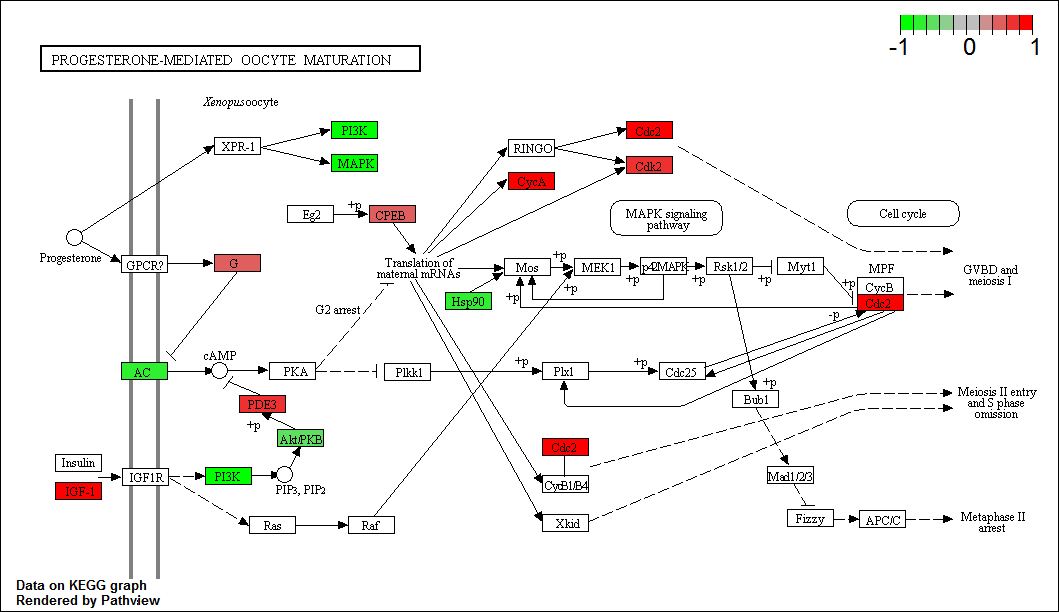 -1 0 1
PROGESTERONE-MEDIATED OOCYTE MATURATION
Xenopus oocyte
PI3K
XPR-1
MAPK
RINGO
Cdc2
Cdk2
CycA
Eg2
+p
CPEB
MAPK signaling
pathway
Cell cycle
Progesterone
GPCR?
G
Translation of
maternal mRNAs
Mos
+p
MEK1
+p
p42MAPK
+p
Rsk1/2
+p
Myt1
+p
MPF
CycB
Cdc2
GVBD and
meiosis I
Hsp90
+p
+p
G2 arrest
-p
AC
cAMP
PKA
Plkk1
+p
Plx1
+p
Cdc25
+p
Bub1
PDE3
+p
Akt/PKB
Meiosis II entry
and S phase
omission
Insulin
IGF-1
IGF1R
PI3K
PIP3, PIP2
Cdc2
CycB1/B4
Mad1/2/3
Ras
Raf
Xkid
Fizzy
APC/C
Metaphase II
arrest
Data on KEGG graph
Rendered by Pathview